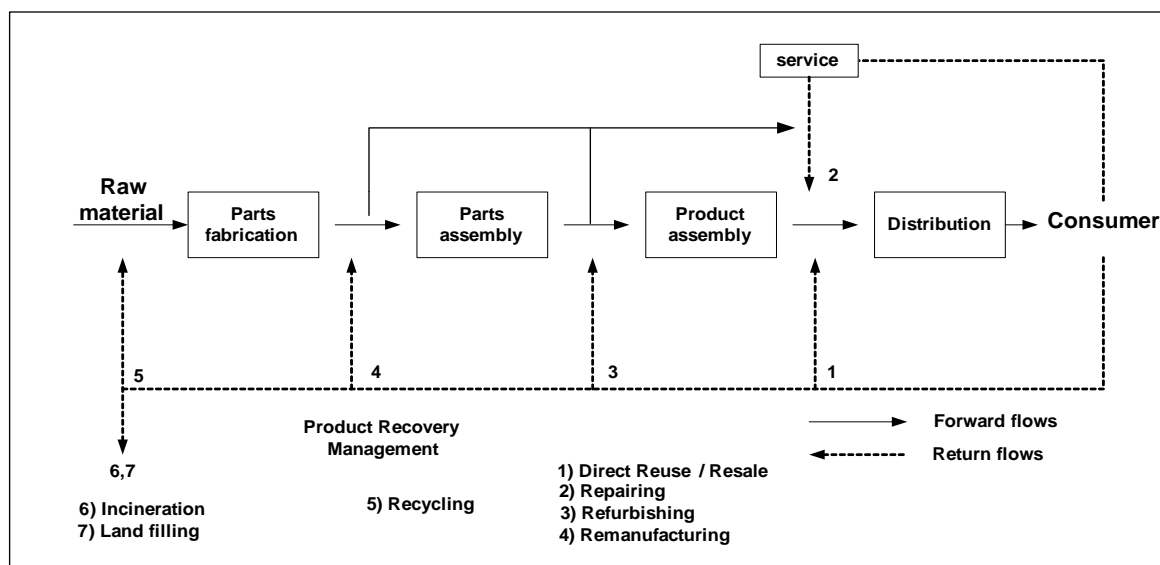 service
2
Raw
material
Parts
fabrication
Parts
assembly
Product
assembly
Distribution
Consumer
5
4
3
1
Product Recovery
Management
Forward flows
Return flows
6,7
6) Incineration
7) Land filling
5) Recycling
1) Direct Reuse / Resale
2) Repairing
3) Refurbishing
4) Remanufacturing